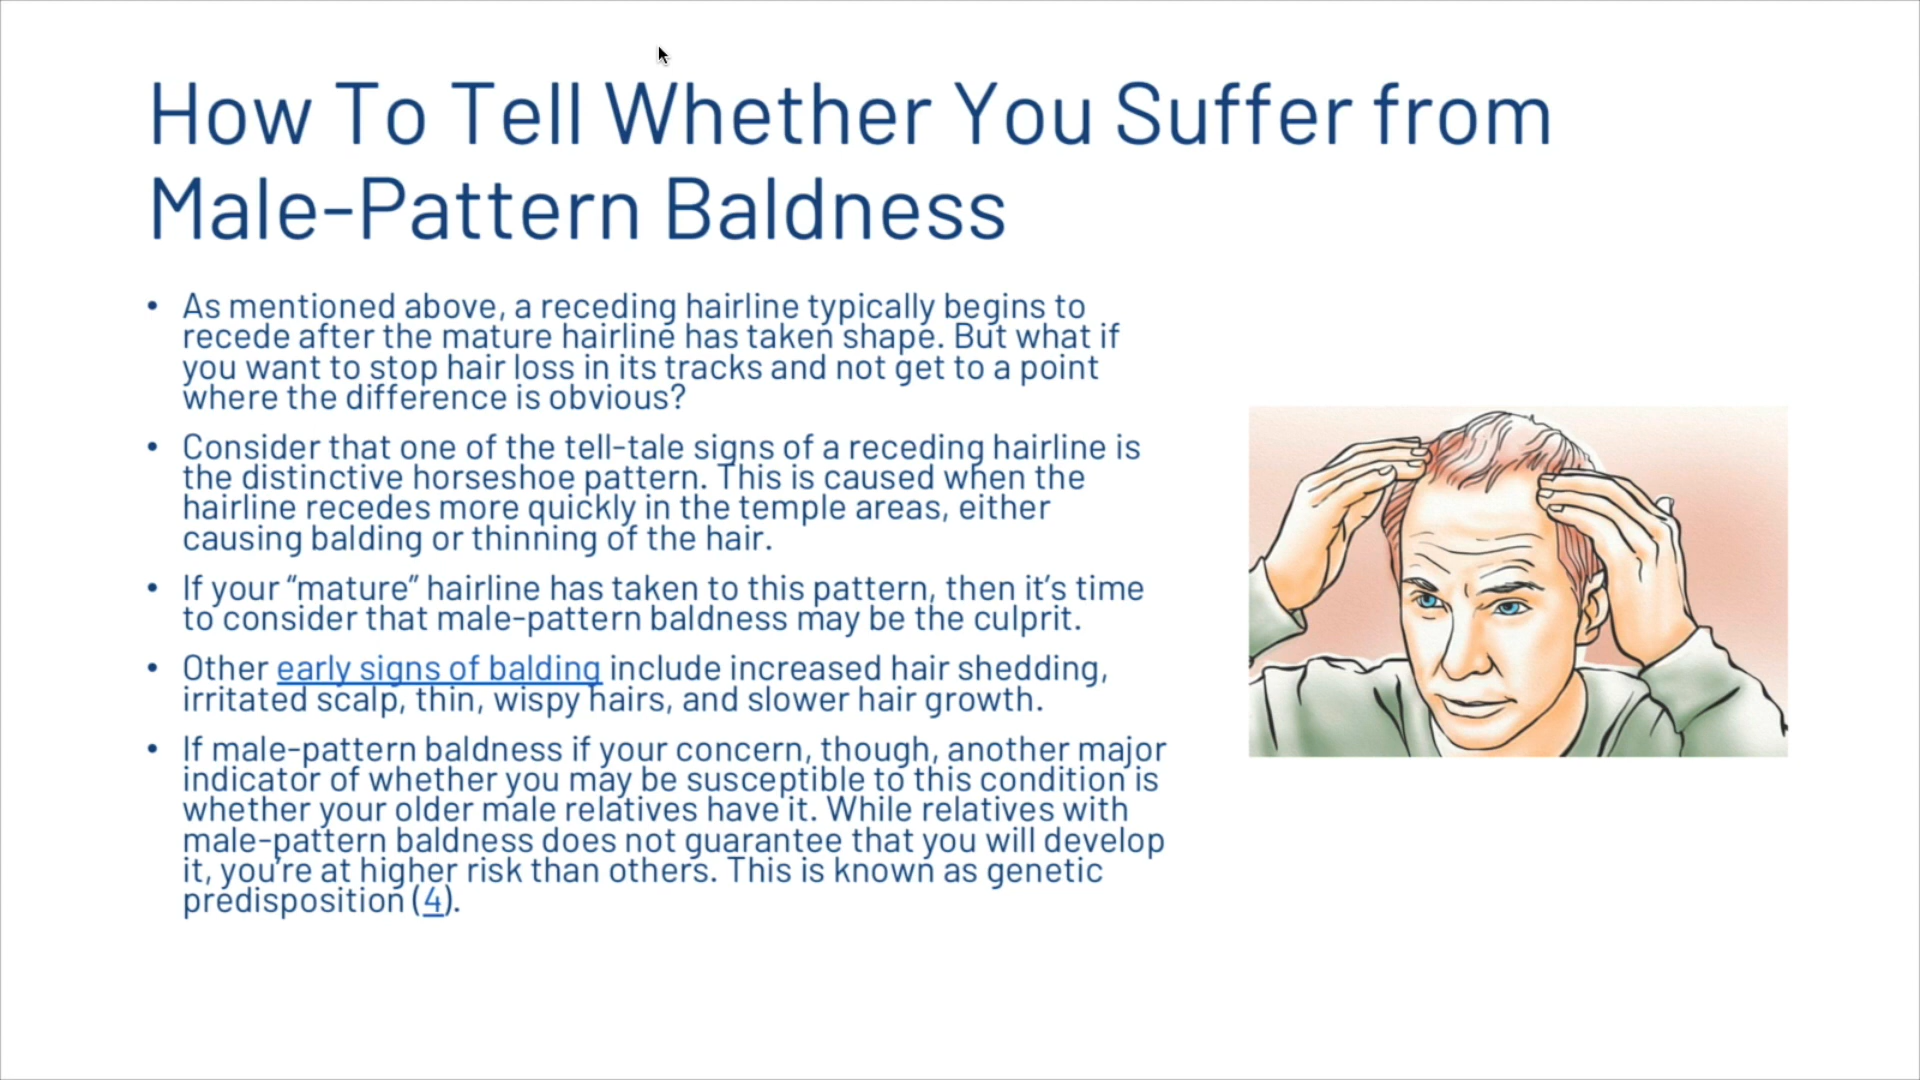 How To Tell Whether You Suffer from
Male-Pattern Baldness
• As mentioned above, a receding hairline typically begins to
recede after the mature hairline has taken shape. But what if
you want to stop hair loss in its tracks and not get to a point
where the difference is obvious?
• Consider that one of the tell-tale signs of a receding hairline is
the distinctive horseshoe pattern. This is caused when the
hairline recedes more quickly in the temple areas, either
causing balding or thinning of the hair.
• If your “mature” hairline has taken to this pattern, then it’s time
to consider that male-pattern baldness may be the culprit.
• Other early signs of balding include increased hair shedding,
irritated scalp, thin, wispy hairs, and slower hair growth.
• If male-pattern baldness if your concern, though, another major
indicator of whether you may be susceptible to this condition is
whether your older male relatives have it. While relatives with
male-pattern baldness does not guarantee that you will develop
it, you’re at higher risk than others. This is known as genetic
predisposition (4).